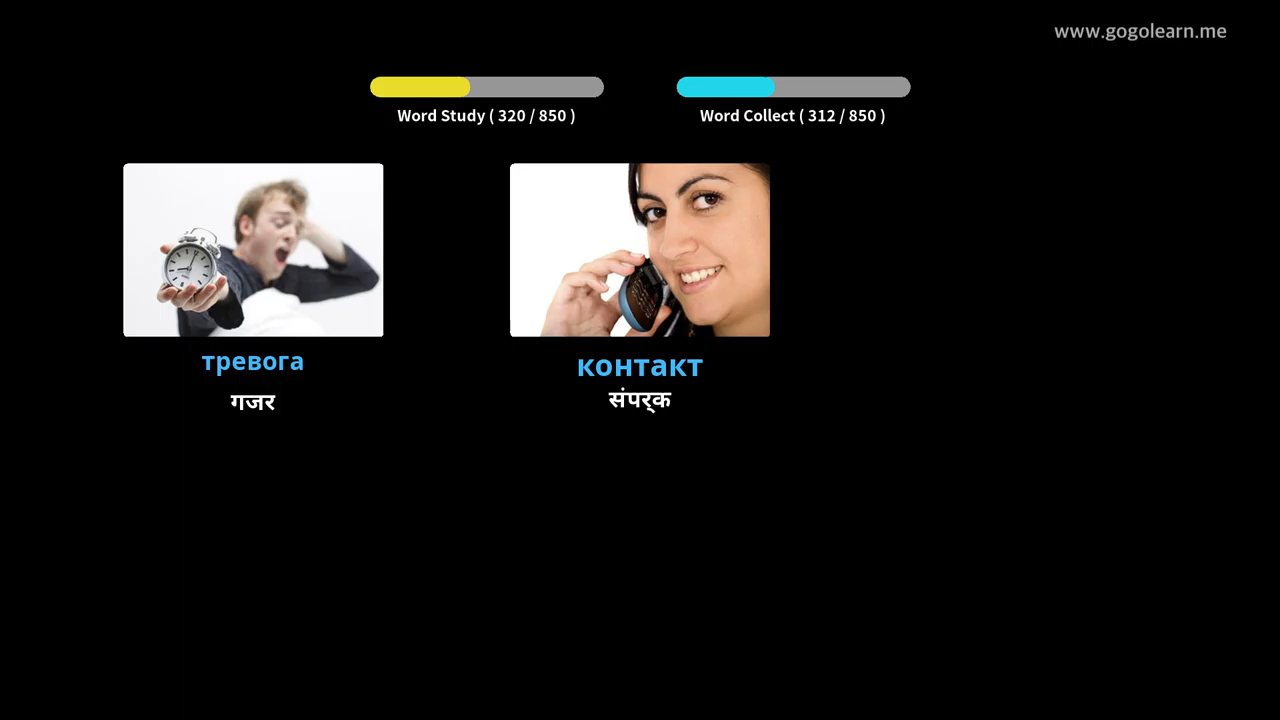 www.gogolearn.me
Word Study ( 320 / 850 )
Word Collect ( 312 / 850 )
тревога
गजर
контакт
संपर्क